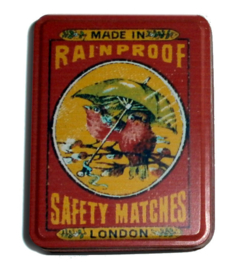 MADE IN
RAINPROOF
SAFETY MATCHES
LONDON